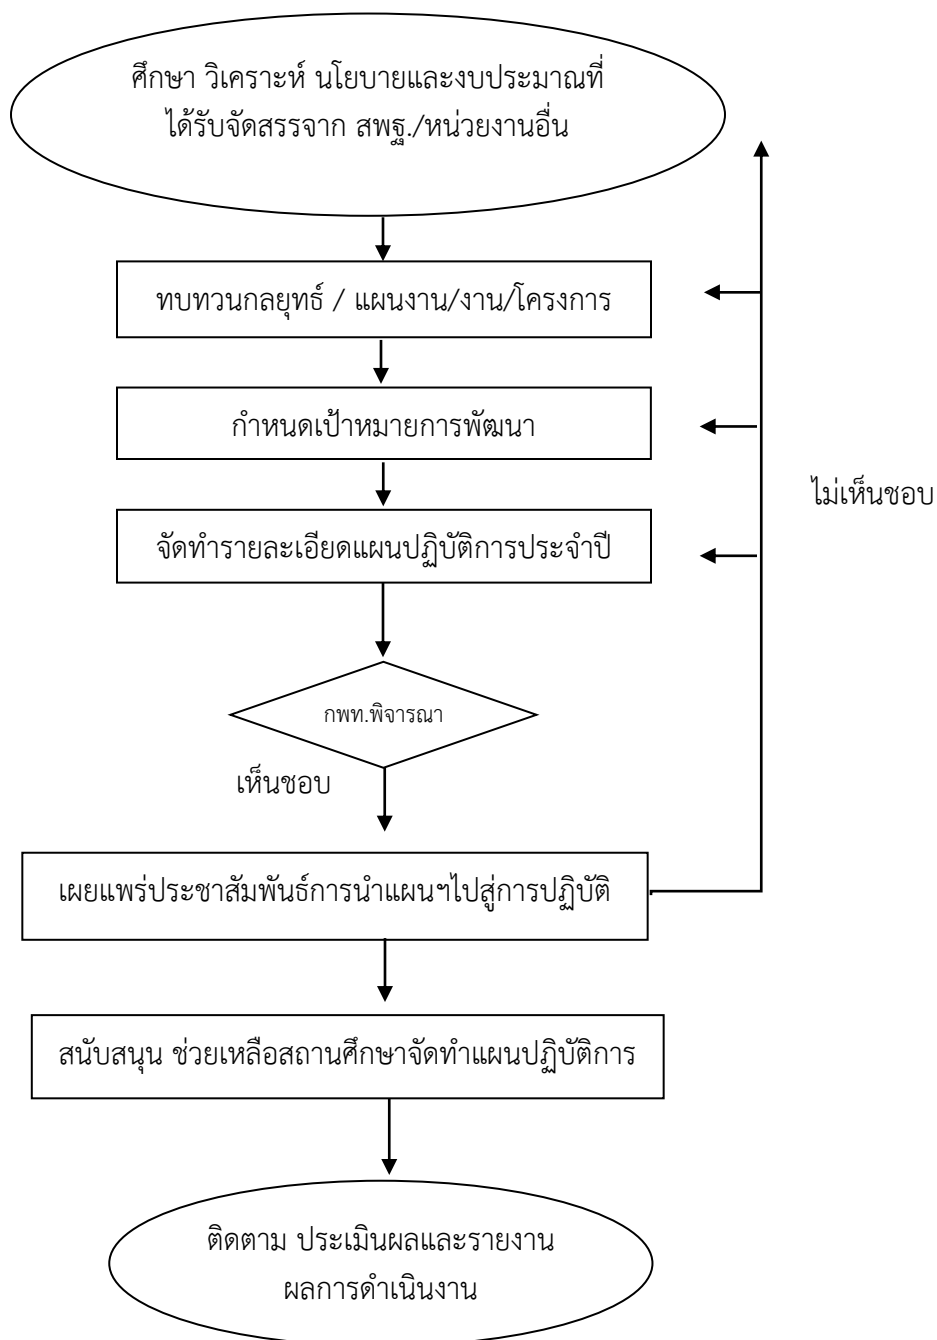 ศึกษา วิเคราะห์ นโยบายและงบประมาณที่
ได้รับจัดสรรจาก สพฐ./หน่วยงานอื่น
ทบทวนกลยุทธ์ / แผนงาน/งาน/โครงการ
กำหนดเป้าหมายการพัฒนา
ไม่เห็นชอบ
จัดทำรายละเอียดแผนปฏิบัติการประจำปี
กพท.พิจารณา
เห็นชอบ
เผยแพร่ประชาสัมพันธ์การนำแผนฯไปสู่การปฏิบัติ
สนับสนุน ช่วยเหลือสถานศึกษาจัดทำแผนปฏิบัติการ
ติดตาม ประเมินผลและรายงาน
ผลการดำเนินงาน